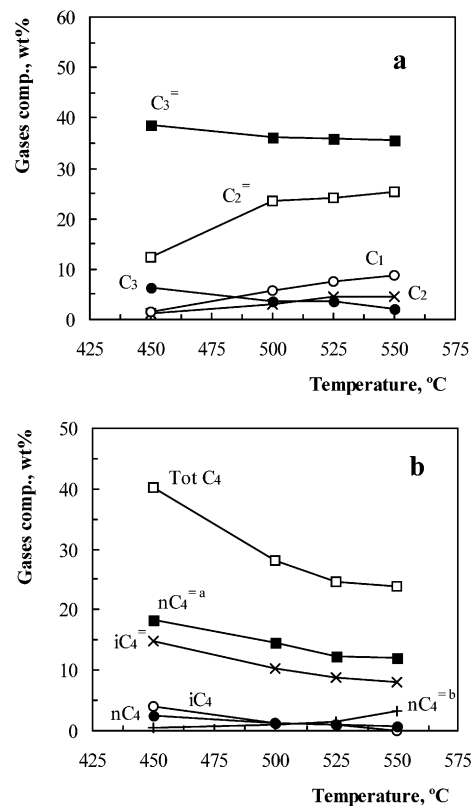 60
a
50
C3=
40
30
C2=
20
C1
10
C3
C2
0
425 450 475 500 525 550 575
Temperature, ºC
Gases comp., wt%
50
b
Tot C4
40
30
nC4= a
20
iC4=
10
nC4
iC4
nC4=b
0
425 450 475 500 525 550 575
Temperature, ºC
Gases comp., wt%